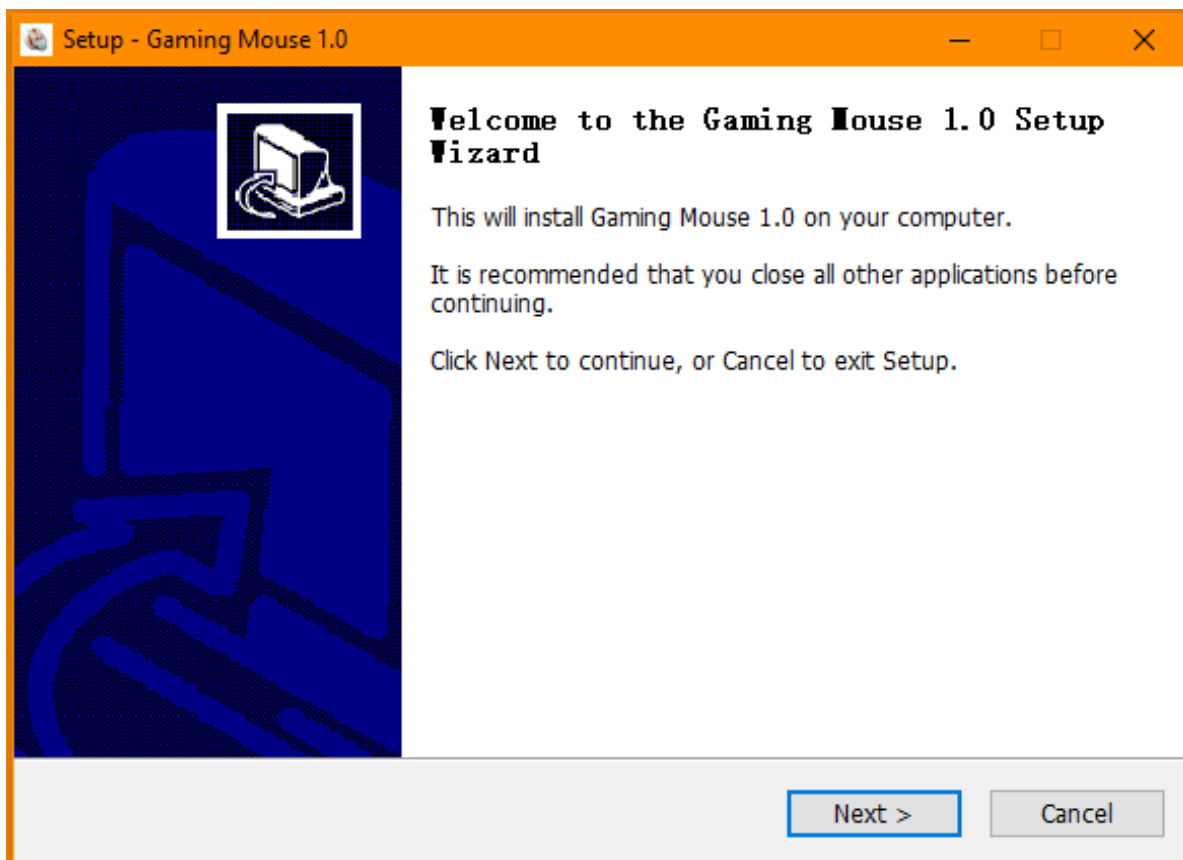 Setup - Gaming Mouse 1.0
Welcome to the Gaming Mouse 1.0 Setup
Wizard
This will install Gaming Mouse 1.0 on your computer.
It is recommended that you close all other applications before
continuing.
Click Next to continue, or Cancel to exit Setup.
Next >
Cancel